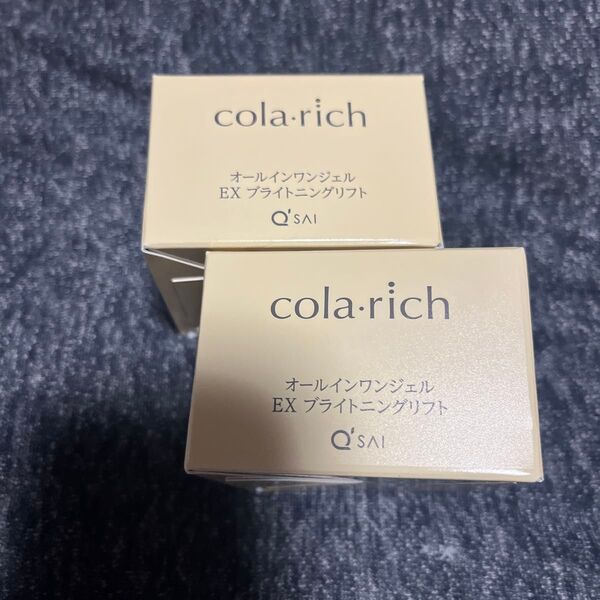 cola·rich
オールインワンジェル
EX ブライトニングリフト
Q'SAI
cola·rich
オールインワンジェル
EX ブライトニングリフト
Q'SAI